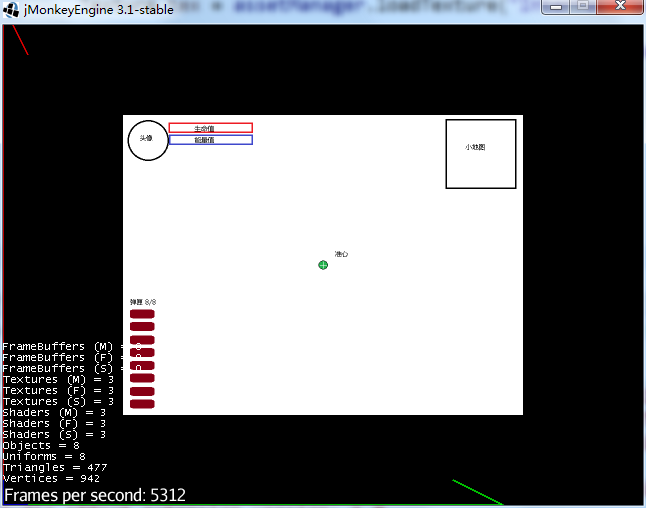 jMonkeyEngine 3.1-stable
头像
生命值
能量值
小地图
准心
弹匣 8/8
FrameBuffers (M) = 0
FrameBuffers (F) = 0
FrameBuffers (S) = 0
Textures (M) = 3
Textures (F) = 3
Textures (S) = 3
Shaders (M) = 3
Shaders (F) = 3
Shaders (S) = 3
Objects = 8
Uniforms = 8
Triangles = 477
Vertices = 942
Frames per second: 5312